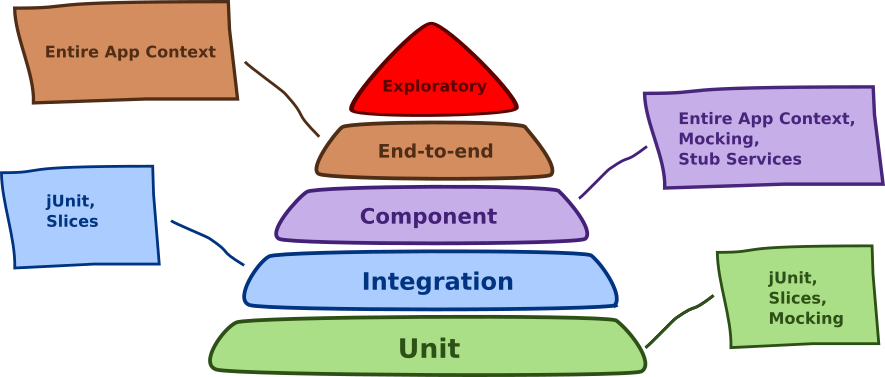 Entire App Context
Exploratory
End-to-end
Entire App Context,
Mocking,
Stub Services
Component
jUnit,
Slices
Integration
jUnit,
Slices,
Mocking
Unit